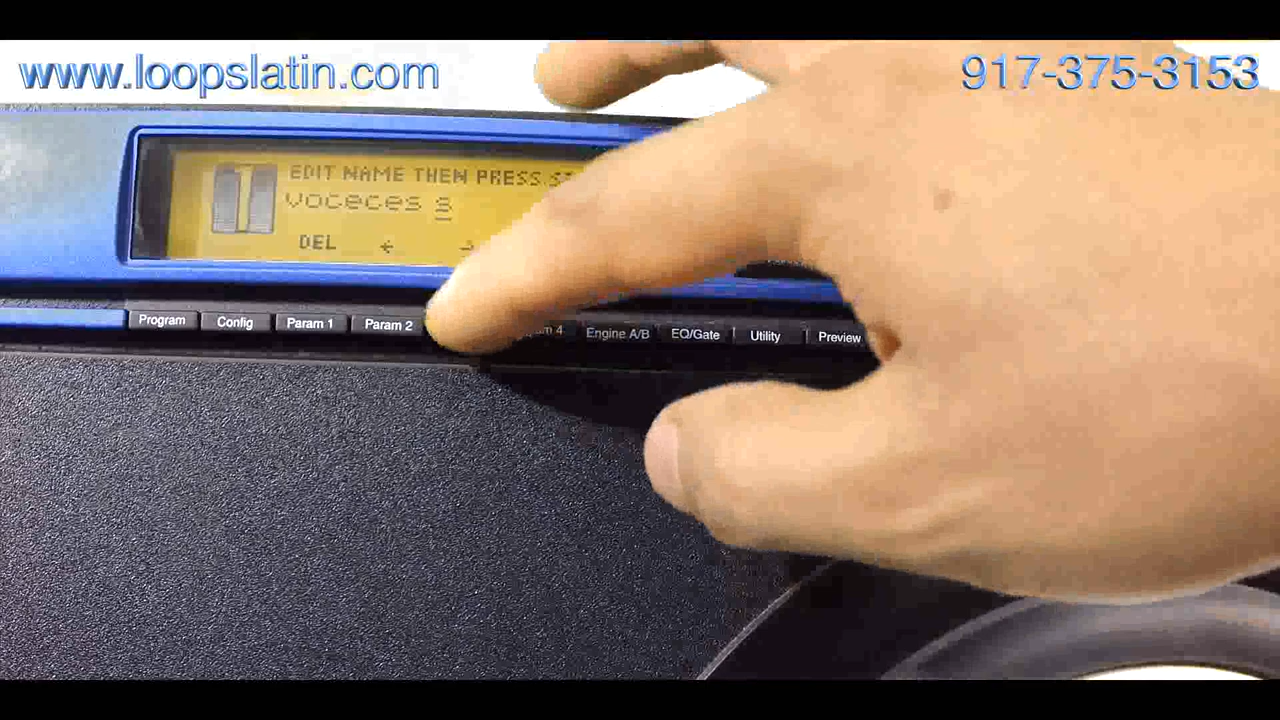 www.loopslatin.com
917-375-3153
1
EDIT NAME THEN PRESS
voceces s
DEL ← →
Program Config Param 1 Param 2 Engine A/B EQ/Gate Utility Preview